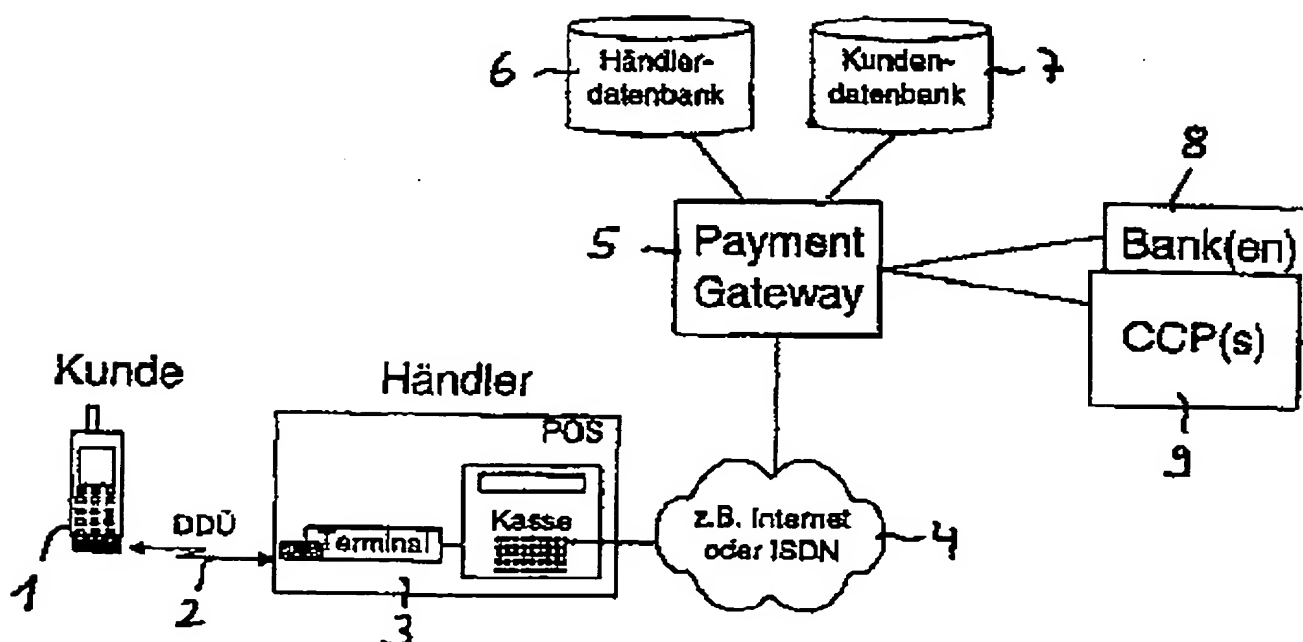 Händler-
datenbank
6
Kunden-
datenbank
7
8
5
Payment
Gateway
Bank(en)
CCP(s)
9
Kunde
Händler
POS
DDÜ
Terminal
Kasse
z.B. Internet
oder ISDN
4
1
2
3